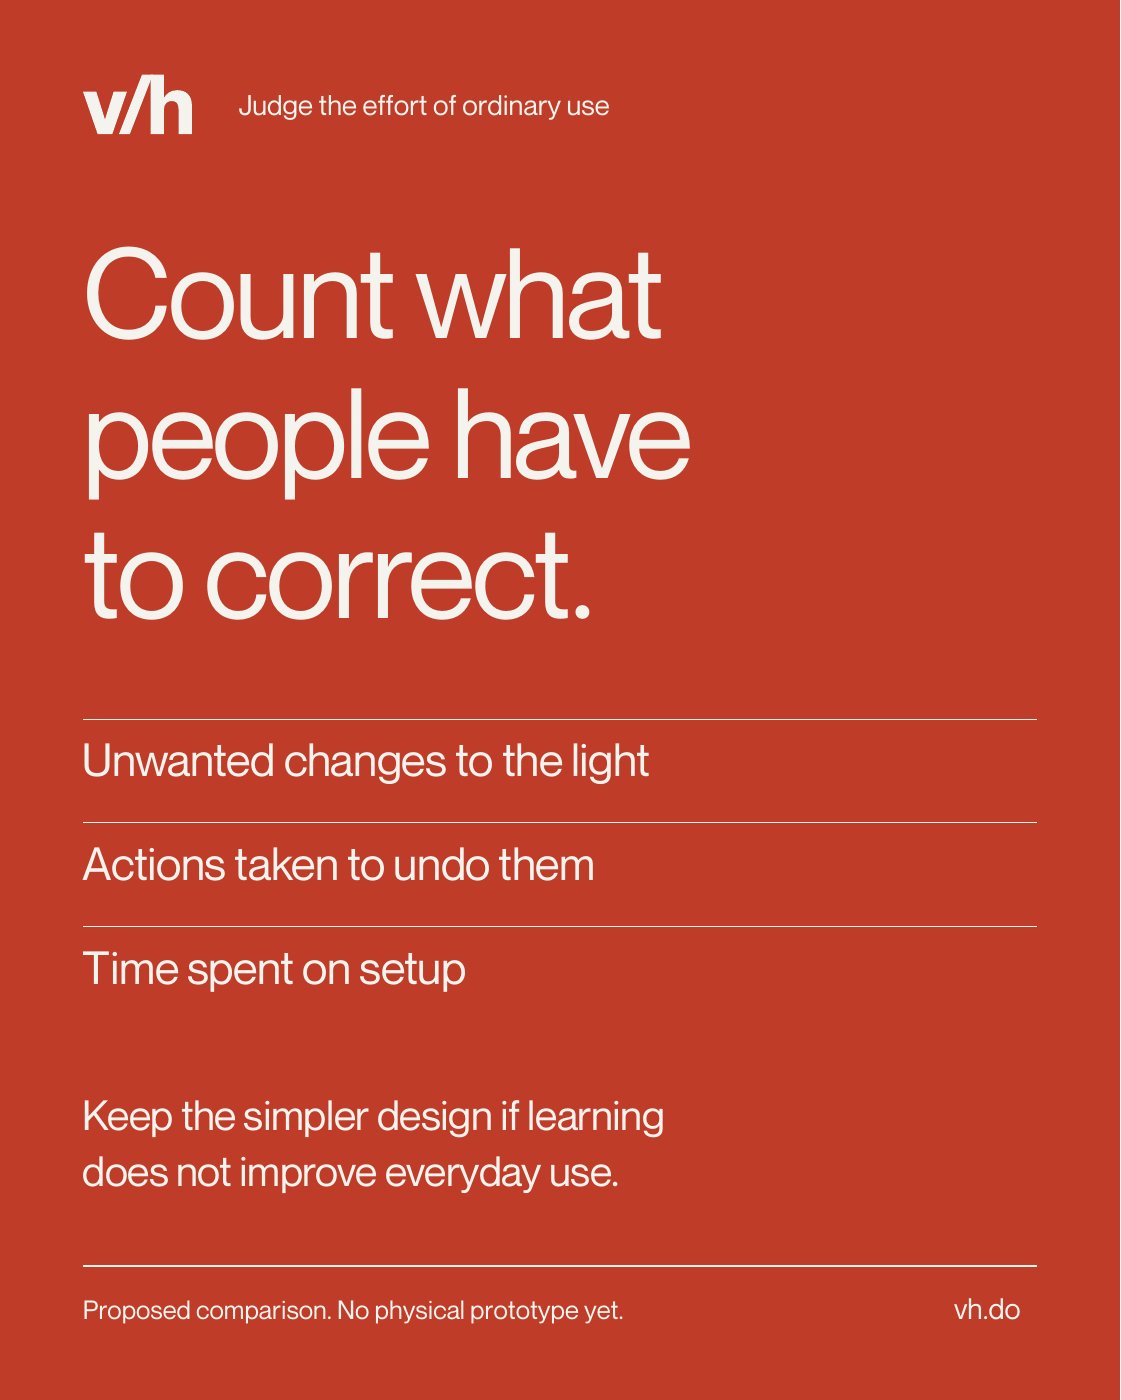 v/h
Judge the effort of ordinary use
Count what
people have
to correct.
Unwanted changes to the light
Actions taken to undo them
Time spent on setup
Keep the simpler design if learning
does not improve everyday use.
Proposed comparison. No physical prototype yet.
vh.do